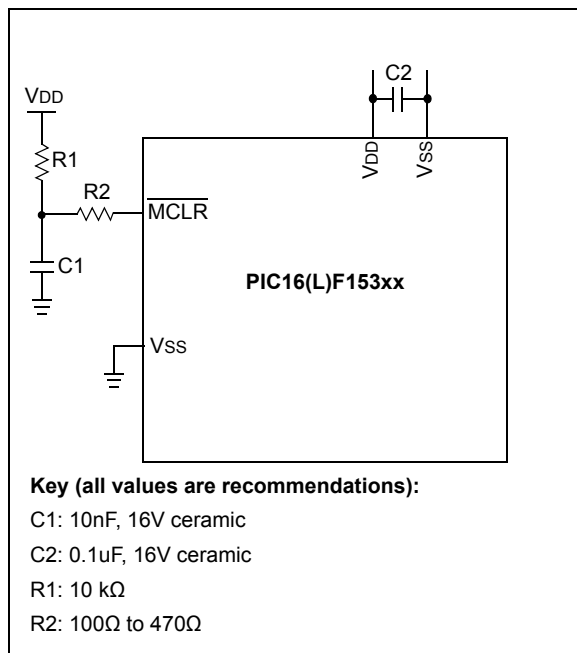 C2
VDD
R1
R2
MCLR
VDD
VSS
C1
PIC16(L)F153xx
VSS
Key (all values are recommendations):
C1: 10nF, 16V ceramic
C2: 0.1uF, 16V ceramic
R1: 10 kΩ
R2: 100Ω to 470Ω